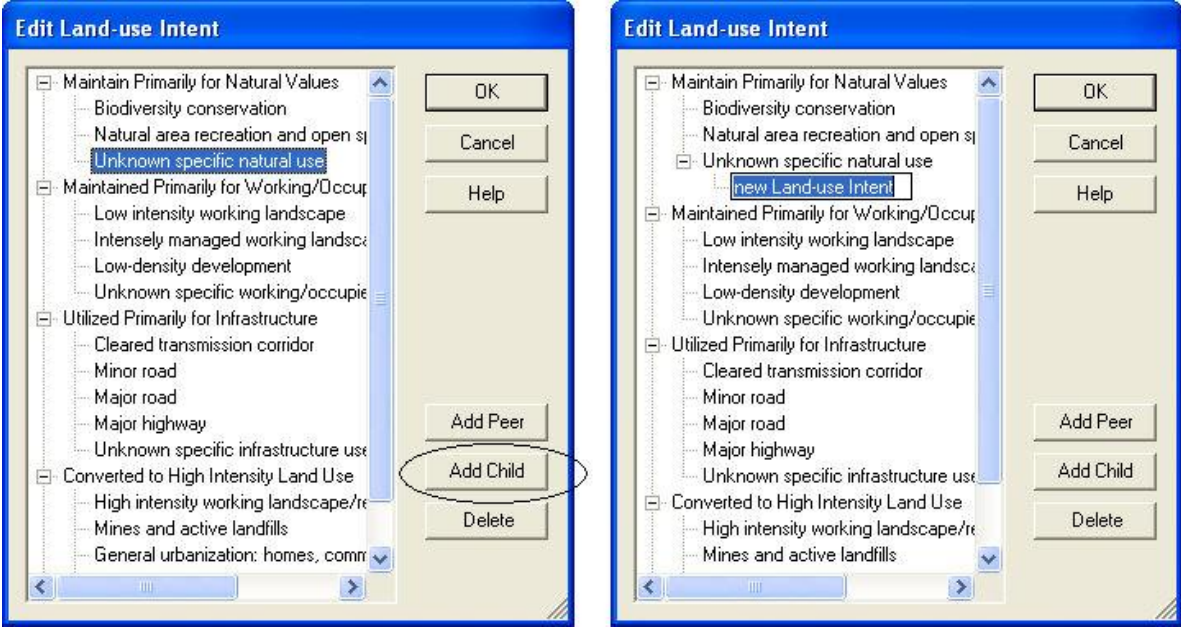 Edit Land-use Intent
Maintain Primarily for Natural Values
Biodiversity conservation
Natural area recreation and open
Unknown specific natural use
Maintained Primarily for Working/Occup
Low intensity working landscape
Intensely managed working landsc
Low-density development
Unknown specific working/occupie
Utilized Primarily for Infrastructure
Cleared transmission corridor
Minor road
Major road
Major highway
Unknown specific infrastructure use
Converted to High Intensity Land Use
High intensity working landscape/re
Mines and active landfills
General urbanization: homes, comm
OK
Cancel
Help
Add Peer
Add Child
Delete
Edit Land-use Intent
Maintain Primarily for Natural Values
Biodiversity conservation
Natural area recreation and open
Unknown specific natural use
new Land-use Intent
Maintained Primarily for Working/Occup
Low intensity working landscape
Intensely managed working landsc
Low-density development
Unknown specific working/occupie
Utilized Primarily for Infrastructure
Cleared transmission corridor
Minor road
Major road
Major highway
Unknown specific infrastructure use
Converted to High Intensity Land Use
High intensity working landscape/re
Mines and active landfills
OK
Cancel
Help
Add Peer
Add Child
Delete